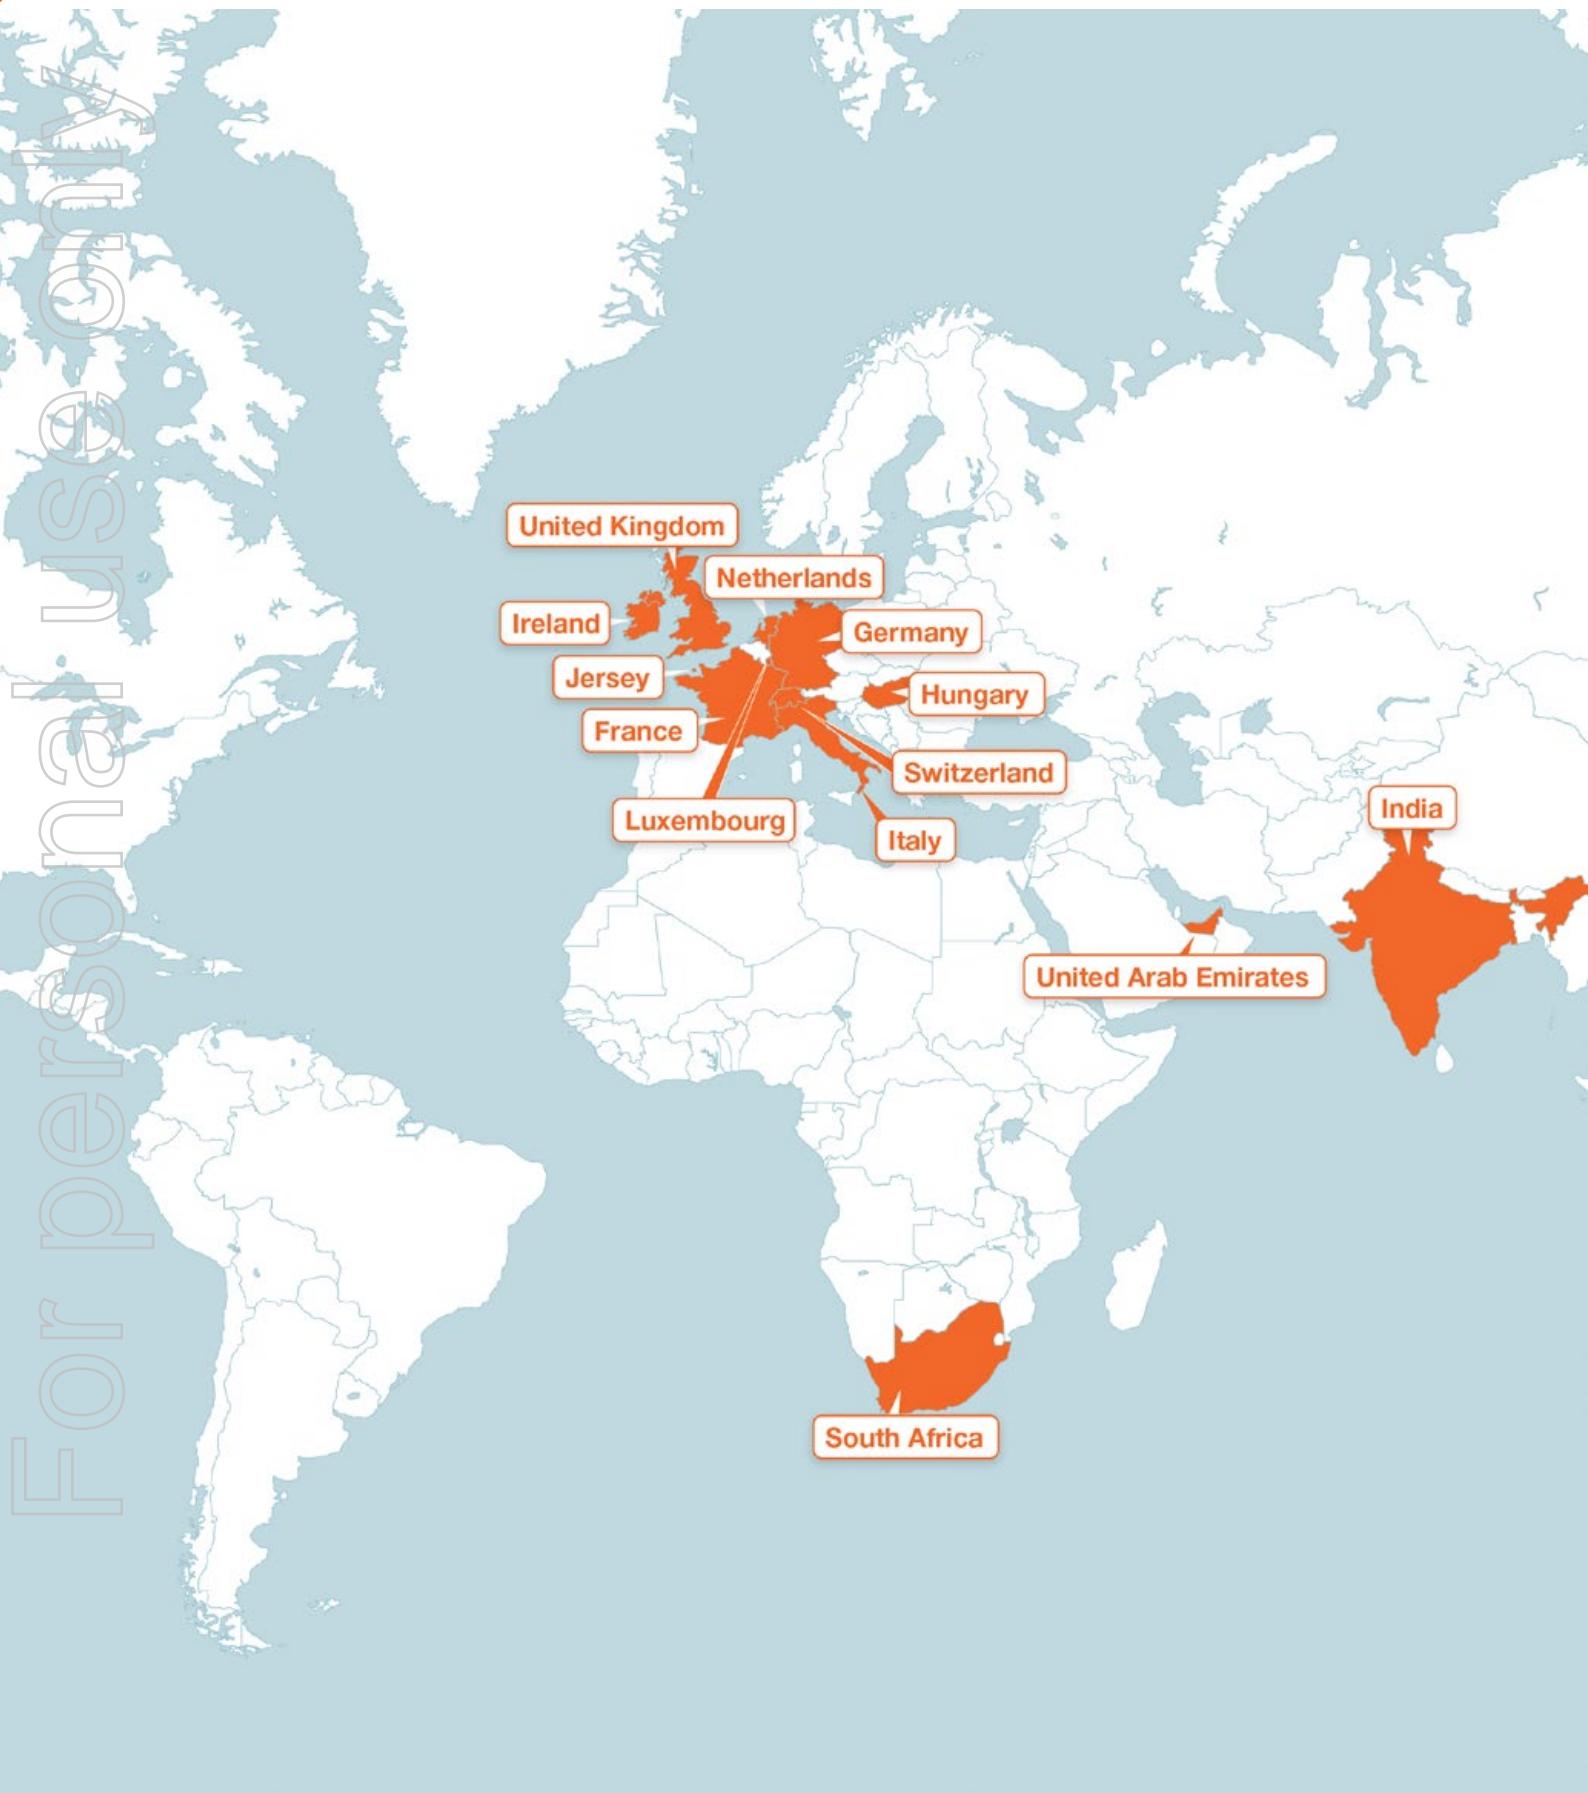 For personal use only
United Kingdom
Netherlands
Ireland
Germany
Jersey
Hungary
France
Switzerland
Luxembourg
Italy
India
United Arab Emirates
South Africa